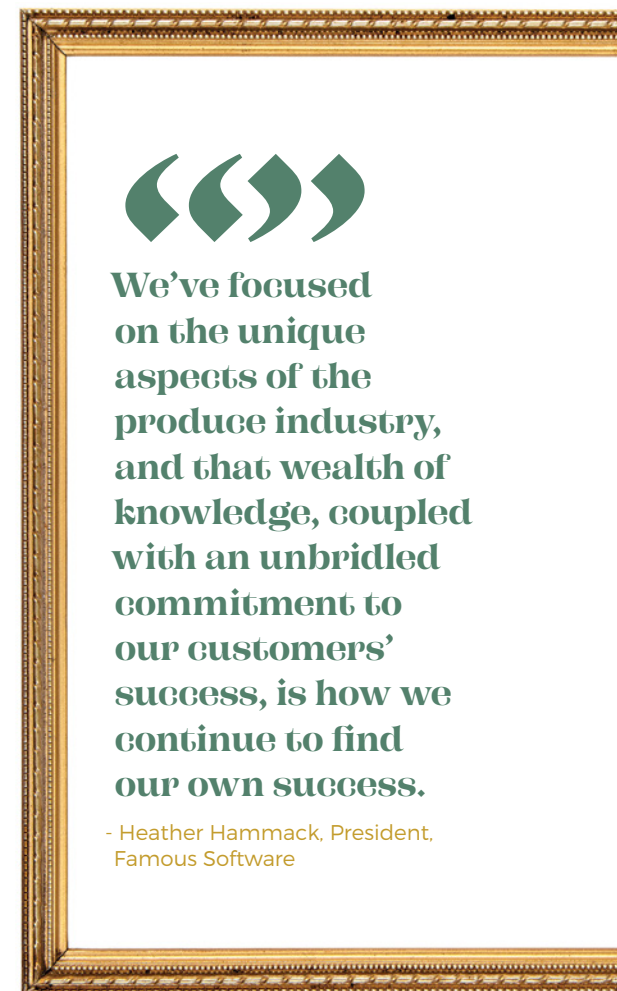 “”
We’ve focused
on the unique
aspects of the
produce industry,
and that wealth of
knowledge, coupled
with an unbridled
commitment to
our customers’
success, is how we
continue to find
our own success.
- Heather Hammack, President,
Famous Software